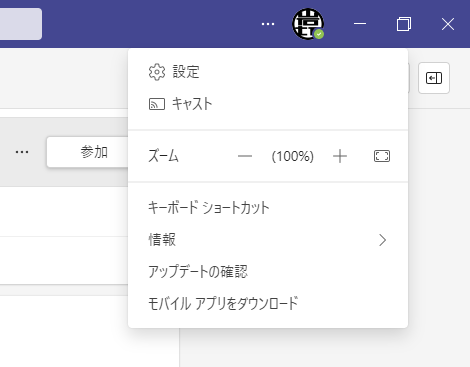 設定
キャスト
ズーム
(100%)
参加
キーボード ショートカット
情報
アップデートの確認
モバイル アプリをダウンロード